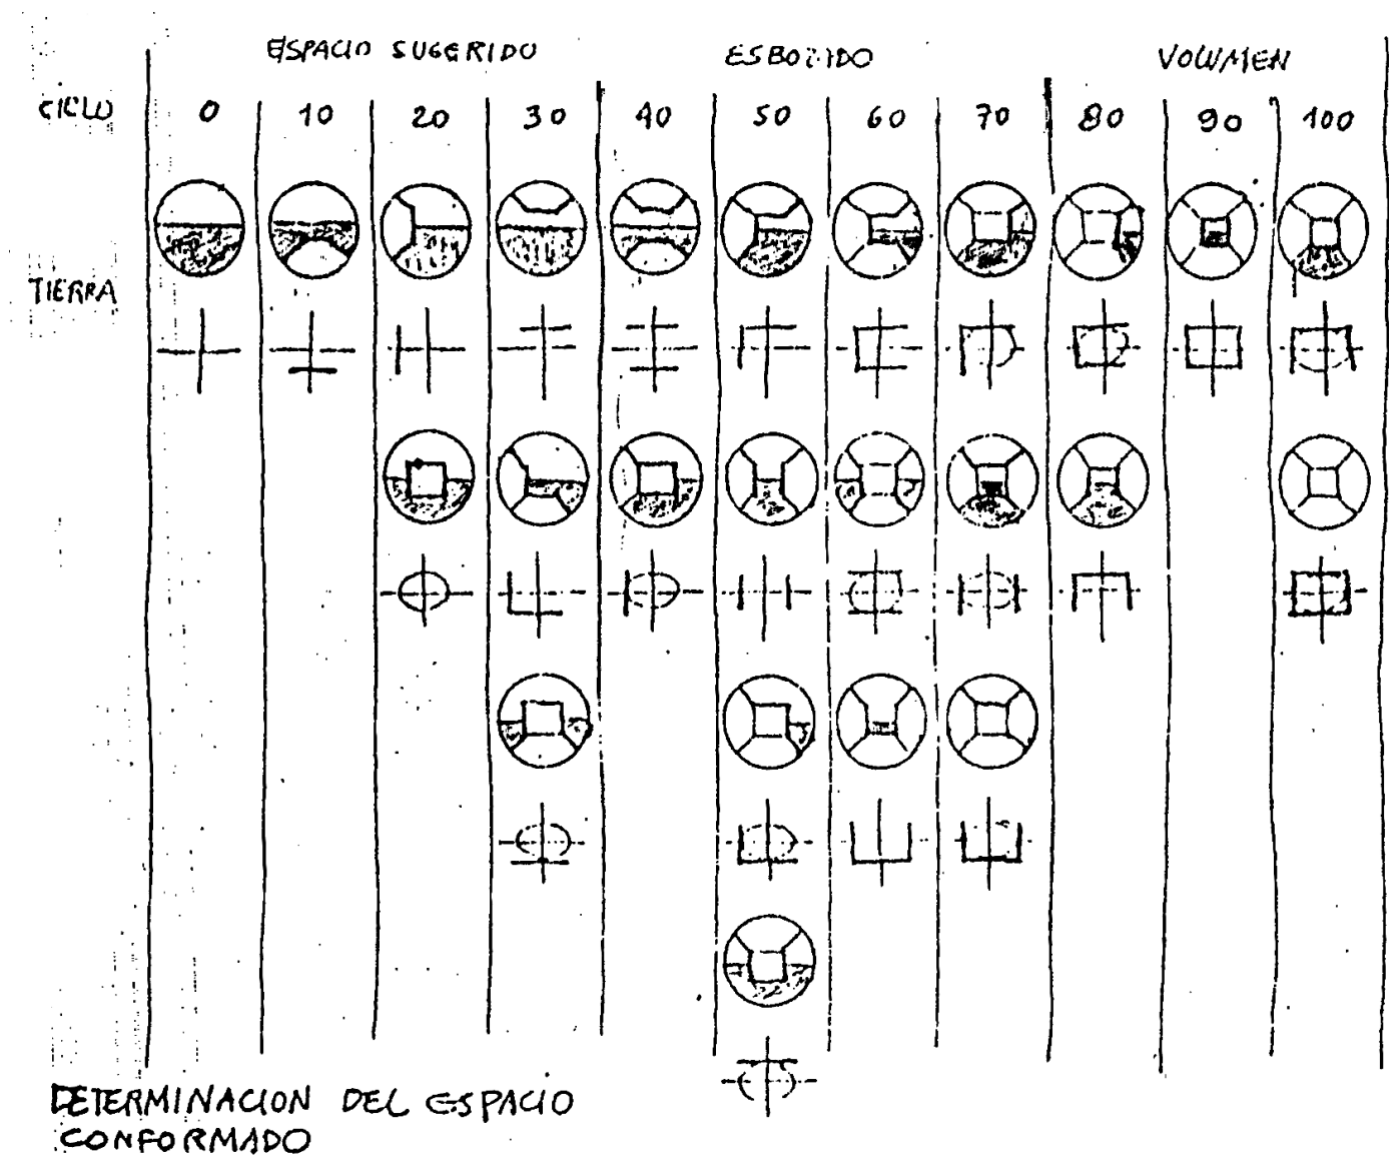 ESPACIO SUGERIDO ESBOZADO VOLUMEN
CICLO 0 10 20 30 40 50 60 70 80 90 100
TIERRA
DETERMINACION DEL ESPACIO
CONFORMADO